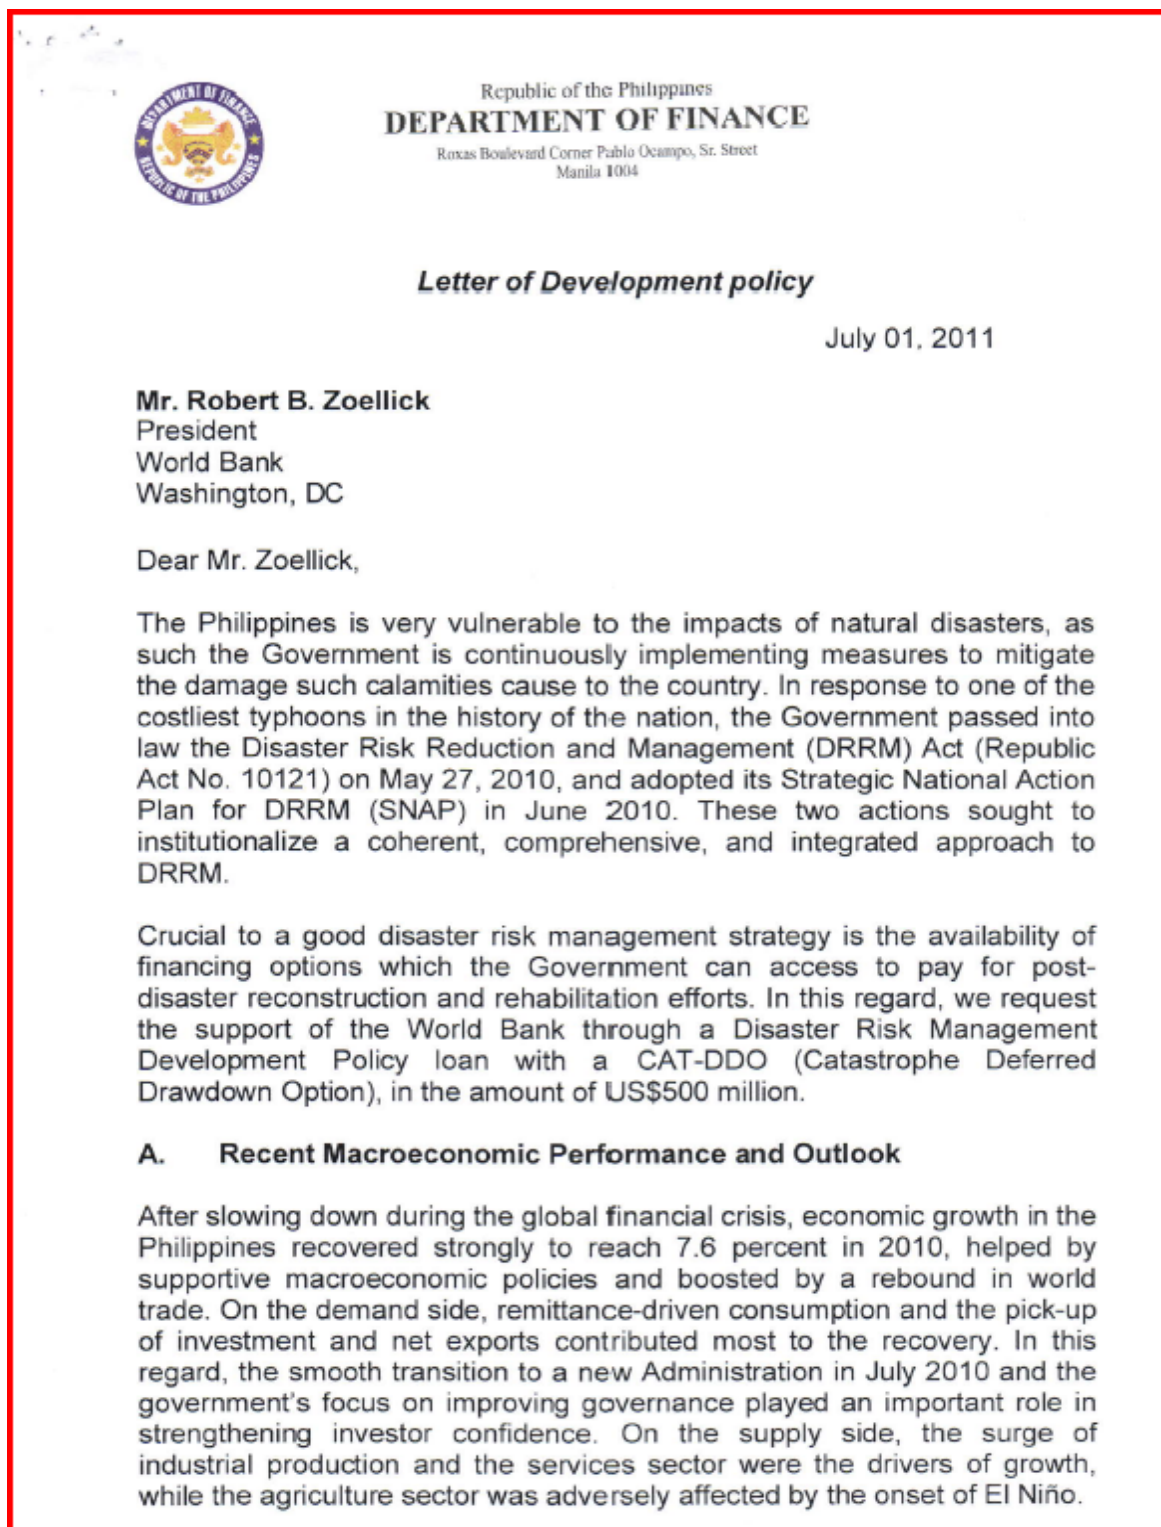 DEPARTMENT OF FINANCE
REPUBLIC OF THE PHILIPPINES
Republic of the Philippines
DEPARTMENT OF FINANCE
Roxas Boulevard Corner Pablo Ocampo, Sr. Street
Manila 1004
Letter of Development policy
July 01, 2011
Mr. Robert B. Zoellick
President
World Bank
Washington, DC
Dear Mr. Zoellick,
The Philippines is very vulnerable to the impacts of natural disasters, as
such the Government is continuously implementing measures to mitigate
the damage such calamities cause to the country. In response to one of the
costliest typhoons in the history of the nation, the Government passed into
law the Disaster Risk Reduction and Management (DRRM) Act (Republic
Act No. 10121) on May 27, 2010, and adopted its Strategic National Action
Plan for DRRM (SNAP) in June 2010. These two actions sought to
institutionalize a coherent, comprehensive, and integrated approach to
DRRM.
Crucial to a good disaster risk management strategy is the availability of
financing options which the Government can access to pay for post-
disaster reconstruction and rehabilitation efforts. In this regard, we request
the support of the World Bank through a Disaster Risk Management
Development Policy loan with a CAT-DDO (Catastrophe Deferred
Drawdown Option), in the amount of US$500 million.
A. Recent Macroeconomic Performance and Outlook
After slowing down during the global financial crisis, economic growth in the
Philippines recovered strongly to reach 7.6 percent in 2010, helped by
supportive macroeconomic policies and boosted by a rebound in world
trade. On the demand side, remittance-driven consumption and the pick-up
of investment and net exports contributed most to the recovery. In this
regard, the smooth transition to a new Administration in July 2010 and the
government's focus on improving governance played an important role in
strengthening investor confidence. On the supply side, the surge of
industrial production and the services sector were the drivers of growth,
while the agriculture sector was adversely affected by the onset of El Niño.